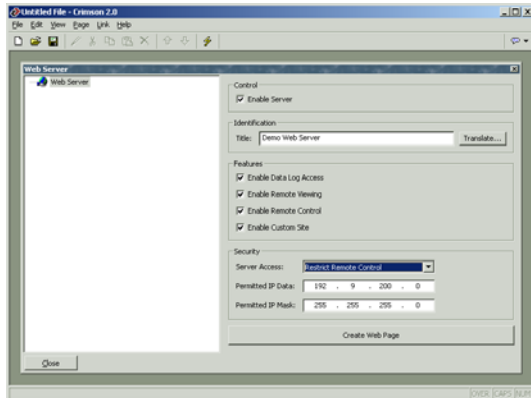 Untitled File - Crimson 2.0
File Edit View Page Link Help
Web Server
Web Server
Control
Enable Server
Identification
Title: Demo Web Server Translate...
Features
Enable Data Log Access
Enable Remote Viewing
Enable Remote Control
Enable Custom Site
Security
Server Access: Restrict Remote Control
Permitted IP Data: 192 . 9 . 200 . 0
Permitted IP Mask: 255 . 255 . 255 . 0
Create Web Page
Close
OVER CAPS NUM